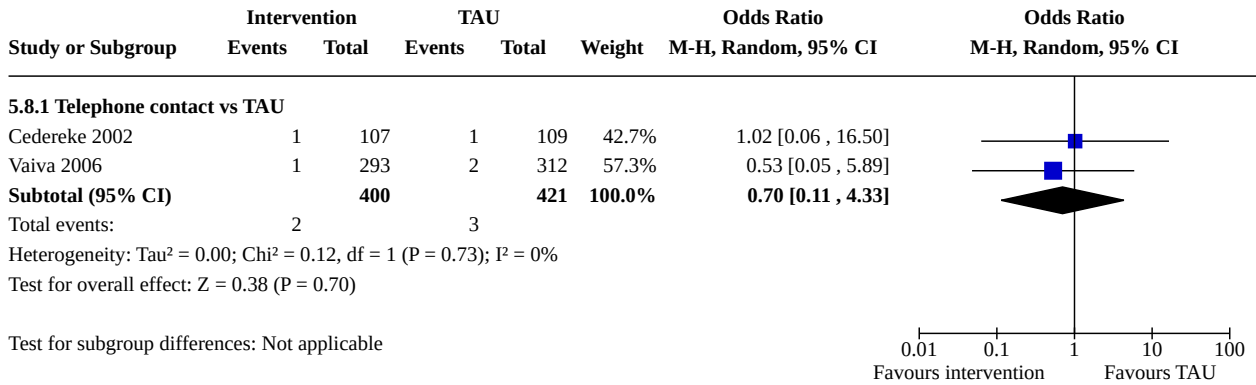 Intervention TAU Odds Ratio Odds Ratio
Study or Subgroup Events Total Events Total Weight M-H, Random, 95% CI M-H, Random, 95% CI
5.8.1 Telephone contact vs TAU
Cedereke 2002 1 107 1 109 42.7% 1.02 [0.06 , 16.50]
Vaiva 2006 1 293 2 312 57.3% 0.53 [0.05 , 5.89]
Subtotal (95% CI) 400 421 100.0% 0.70 [0.11 , 4.33]
Total events: 2 3
Heterogeneity: Tau² = 0.00; Chi² = 0.12, df = 1 (P = 0.73); I² = 0%
Test for overall effect: Z = 0.38 (P = 0.70)
Test for subgroup differences: Not applicable
0.01 0.1 1 10 100
Favours intervention Favours TAU